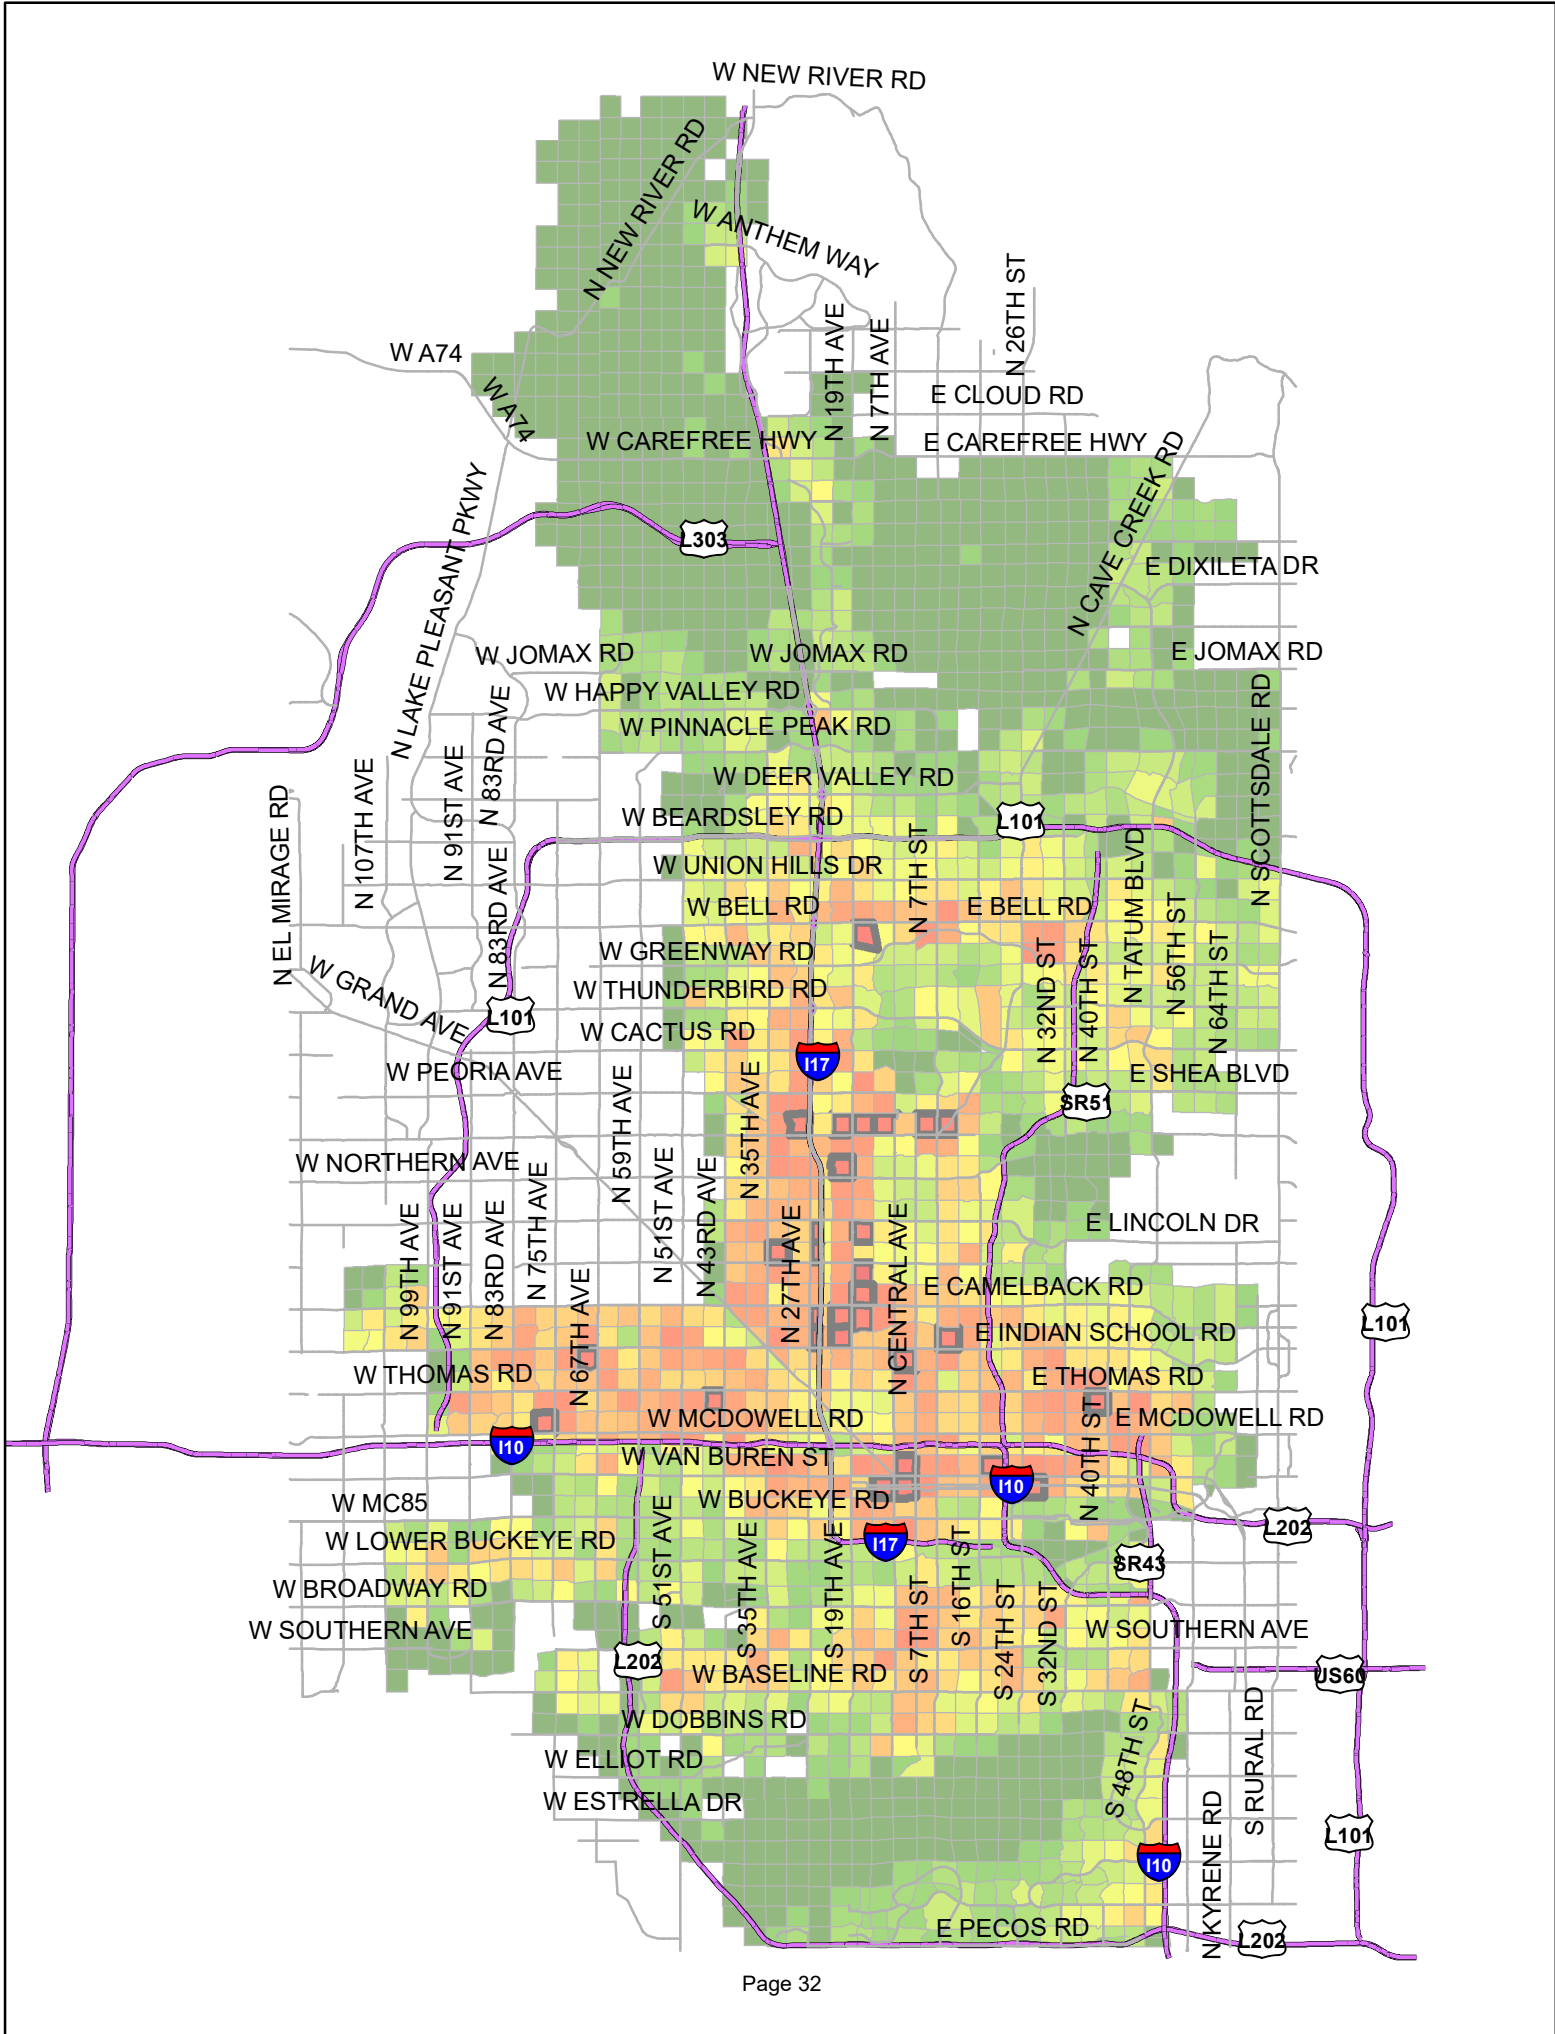 W NEW RIVER RD
N NEW RIVER RD
W ANTHEM WAY
N 26TH ST
N 19TH AVE
N 7TH AVE
W A74
W A74
E CLOUD RD
W CAREFREE HWY
E CAREFREE HWY
N LAKE PLEASANT PKWY
N CAVE CREEK RD
L303
E DIXILETA DR
W JOMAX RD
W JOMAX RD
E JOMAX RD
W HAPPY VALLEY RD
N 83RD AVE
W PINNACLE PEAK RD
N SCOTTSDALE RD
N 91ST AVE
N 107TH AVE
N EL MIRAGE RD
W DEER VALLEY RD
W BEARDSLEY RD
L101
N 7TH ST
N TATUM BLVD
W UNION HILLS DR
N 83RD AVE
W BELL RD
E BELL RD
N 56TH ST
N 64TH ST
W GREENWAY RD
N 32ND ST
N 40TH ST
W GRAND AVE
W THUNDERBIRD RD
L101
W CACTUS RD
I17
W PEORIA AVE
E SHEA BLVD
N 59TH AVE
N 35TH AVE
SR51
W NORTHERN AVE
N 51ST AVE
N 43RD AVE
N 75TH AVE
N 99TH AVE
N 91ST AVE
N 83RD AVE
N 27TH AVE
N CENTRAL AVE
E LINCOLN DR
N 67TH AVE
E CAMELBACK RD
L101
E INDIAN SCHOOL RD
W THOMAS RD
E THOMAS RD
W MCDOWELL RD
E MCDOWELL RD
N 40TH ST
I10
W VAN BUREN ST
I10
W MC85
W BUCKEYE RD
L202
W LOWER BUCKEYE RD
S 51ST AVE
S 35TH AVE
S 19TH AVE
I17
S 16TH ST
SR43
W BROADWAY RD
S 7TH ST
S 24TH ST
S 32ND ST
W SOUTHERN AVE
W SOUTHERN AVE
L202
W BASELINE RD
US60
W DOBBINS RD
S 48TH ST
S RURAL RD
W ELLIOT RD
W ESTRELLA DR
N KYRENE RD
L101
I10
E PECOS RD
L202
Page 32